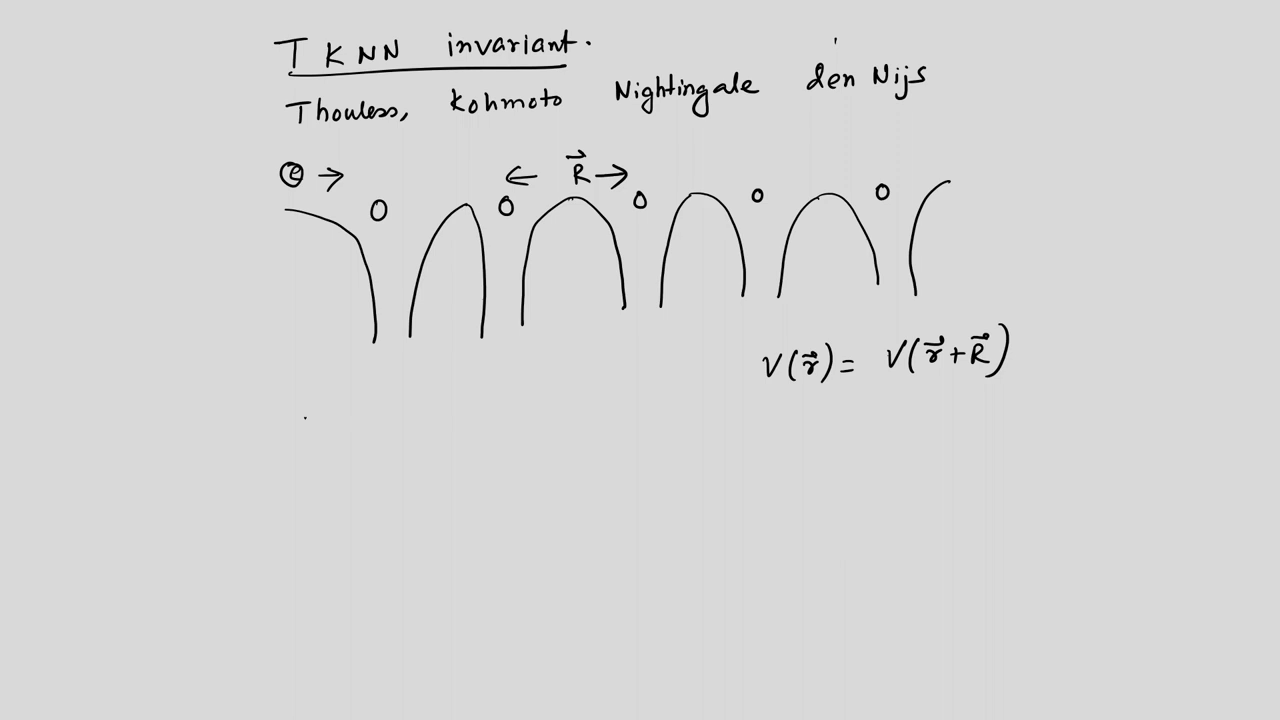 TKNN invariant.
Thouless, Kohmoto Nightingale den Nijs
e → ← R⃗ →
V(r⃗) = V(r⃗+R⃗)